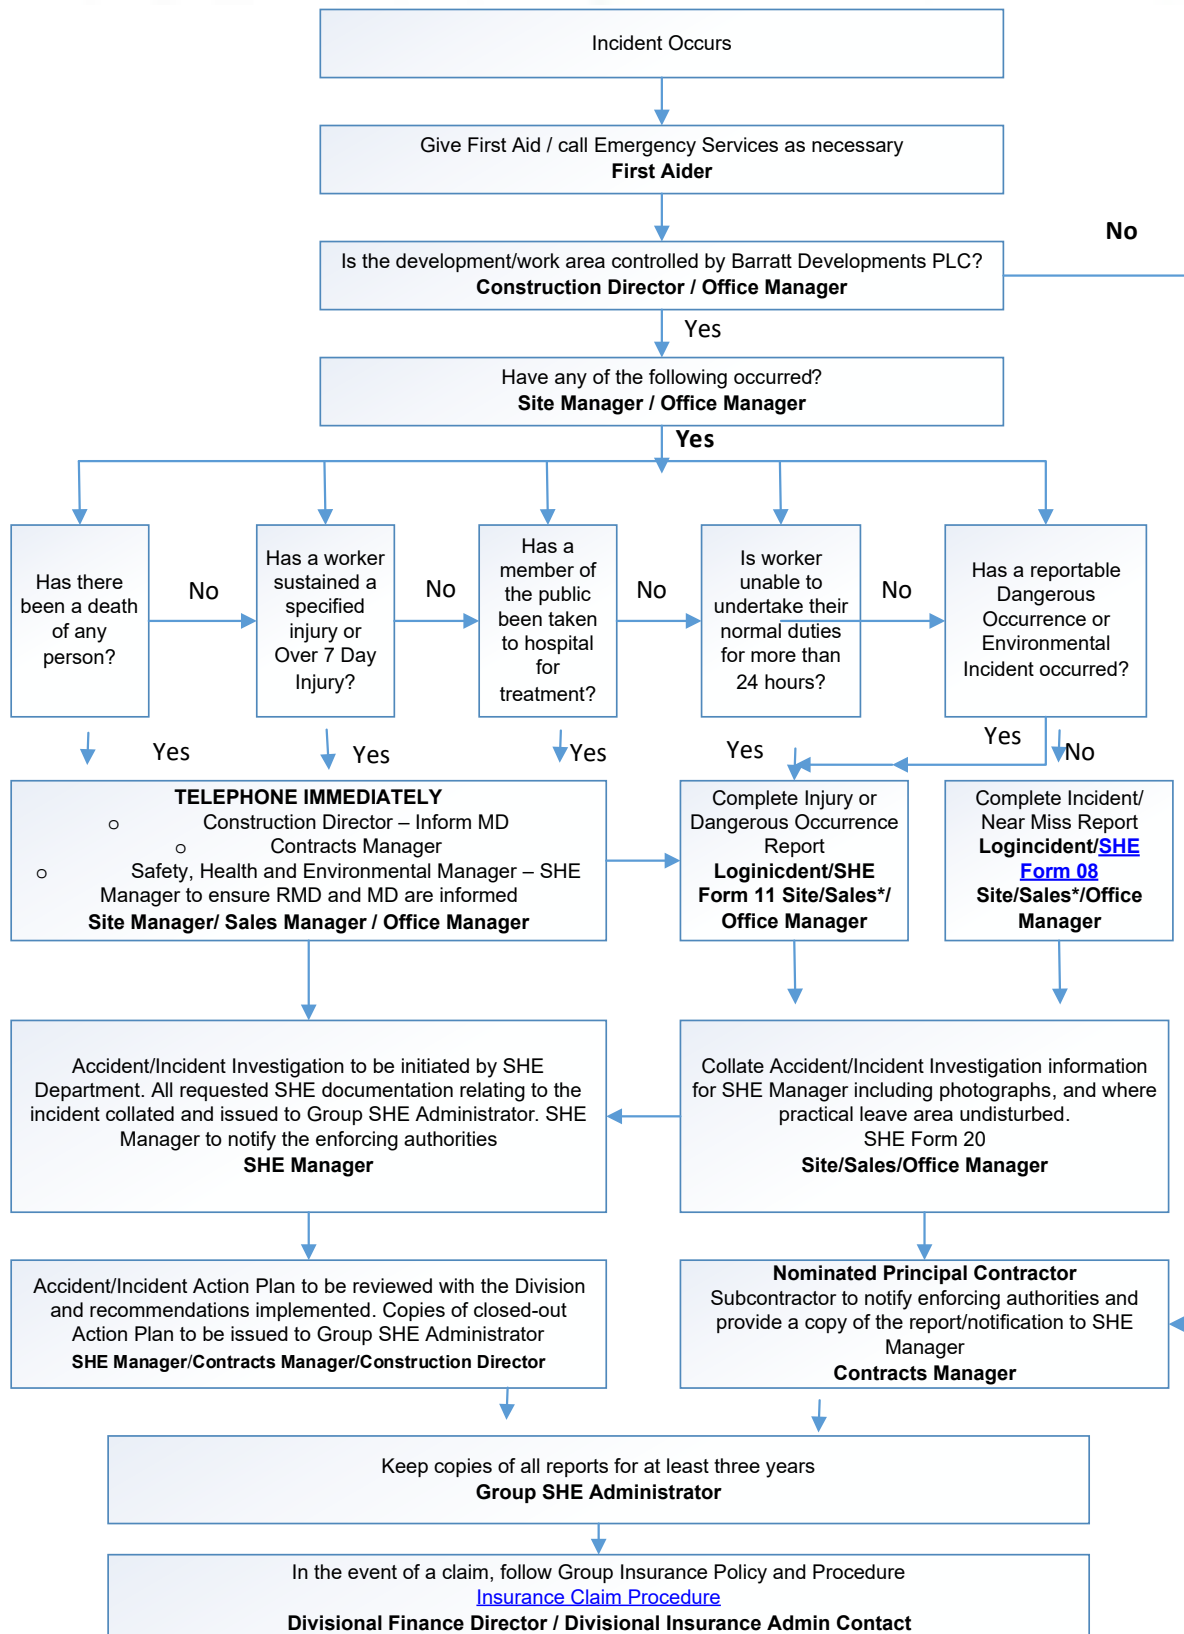 Incident Occurs
Give First Aid / call Emergency Services as necessary
First Aider
No
Is the development/work area controlled by Barratt Developments PLC?
Construction Director / Office Manager
Yes
Have any of the following occurred?
Site Manager / Office Manager
Yes
Has there
been a death
of any
person?
No
Has a worker
sustained a
specified
injury or
Over 7 Day
Injury?
No
Has a
member of
the public
been taken
to hospital
for
treatment?
No
Is worker
unable to
undertake their
normal duties
for more than
24 hours?
No
Has a reportable
Dangerous
Occurrence or
Environmental
Incident occurred?
Yes
Yes
Yes
Yes
Yes
No
TELEPHONE IMMEDIATELY
o Construction Director – Inform MD
o Contracts Manager
o Safety, Health and Environmental Manager – SHE
Manager to ensure RMD and MD are informed
Site Manager/ Sales Manager / Office Manager
Complete Injury or
Dangerous Occurrence
Report
Loginicdent/SHE
Form 11 Site/Sales*/
Office Manager
Complete Incident/
Near Miss Report
Logincident/SHE
Form 08
Site/Sales*/Office
Manager
Accident/Incident Investigation to be initiated by SHE
Department. All requested SHE documentation relating to the
incident collated and issued to Group SHE Administrator. SHE
Manager to notify the enforcing authorities
SHE Manager
Collate Accident/Incident Investigation information
for SHE Manager including photographs, and where
practical leave area undisturbed.
SHE Form 20
Site/Sales/Office Manager
Accident/Incident Action Plan to be reviewed with the Division
and recommendations implemented. Copies of closed-out
Action Plan to be issued to Group SHE Administrator
SHE Manager/Contracts Manager/Construction Director
Nominated Principal Contractor
Subcontractor to notify enforcing authorities and
provide a copy of the report/notification to SHE
Manager
Contracts Manager
Keep copies of all reports for at least three years
Group SHE Administrator
In the event of a claim, follow Group Insurance Policy and Procedure
Insurance Claim Procedure
Divisional Finance Director / Divisional Insurance Admin Contact